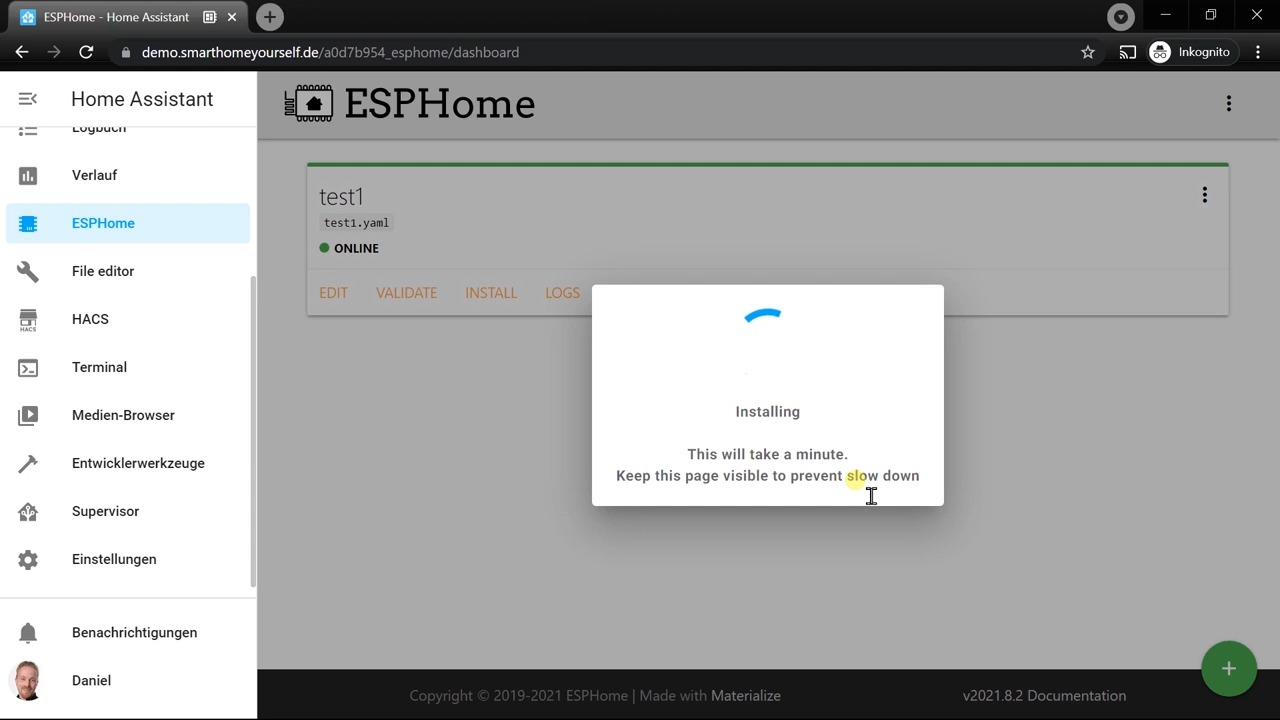 ESPHome - Home Assistant
demo.smarthomeyourself.de/a0d7b954_esphome/dashboard
Inkognito
Home Assistant
Logbuch
Verlauf
ESPHome
File editor
HACS
HACS
Terminal
Medien-Browser
Entwicklerwerkzeuge
Supervisor
Einstellungen
Benachrichtigungen
Daniel
ESPHome
test1
test1.yaml
ONLINE
EDIT VALIDATE INSTALL LOGS
Installing
This will take a minute.
Keep this page visible to prevent slow down
Copyright © 2019-2021 ESPHome | Made with Materialize
v2021.8.2 Documentation